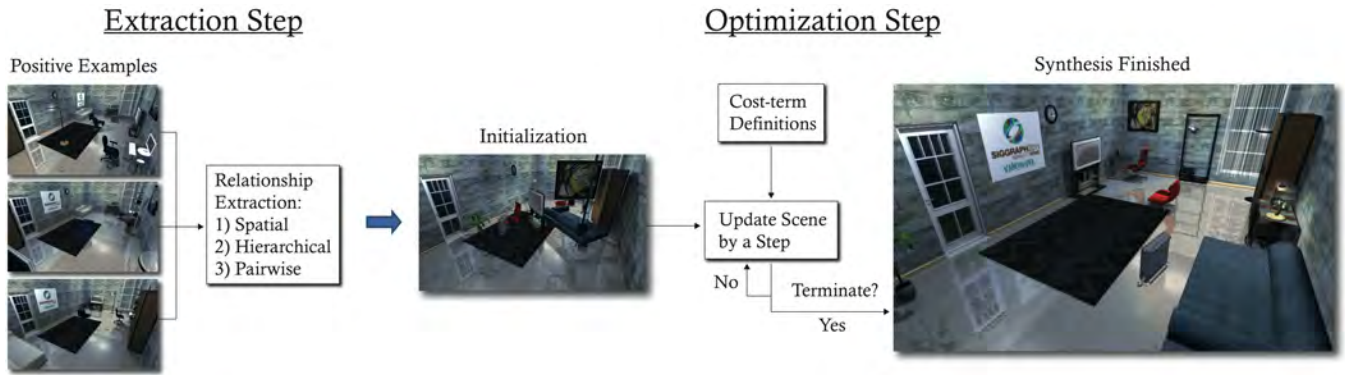 Extraction Step
Optimization Step
Positive Examples
Relationship
Extraction:
1) Spatial
2) Hierarchical
3) Pairwise
Initialization
Cost-term
Definitions
Update Scene
by a Step
No
Terminate?
Yes
Synthesis Finished
SIGGRAPH